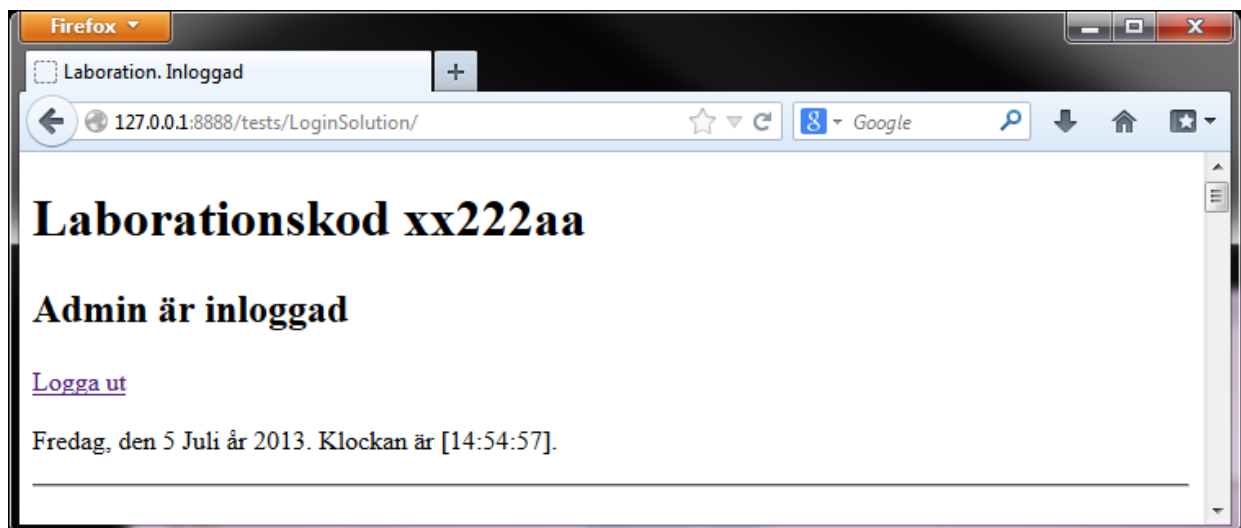 Firefox
Laboration. Inloggad
127.0.0.1:8888/tests/LoginSolution/
8 Google
Laborationskod xx222aa
Admin är inloggad
Logga ut
Fredag, den 5 Juli år 2013. Klockan är [14:54:57].